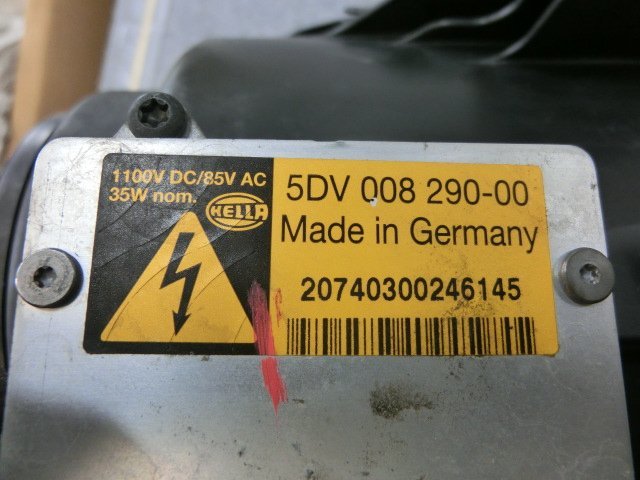 1100V DC/85V AC
35W nom.
HELLA
5DV 008 290-00
Made in Germany
20740300246145